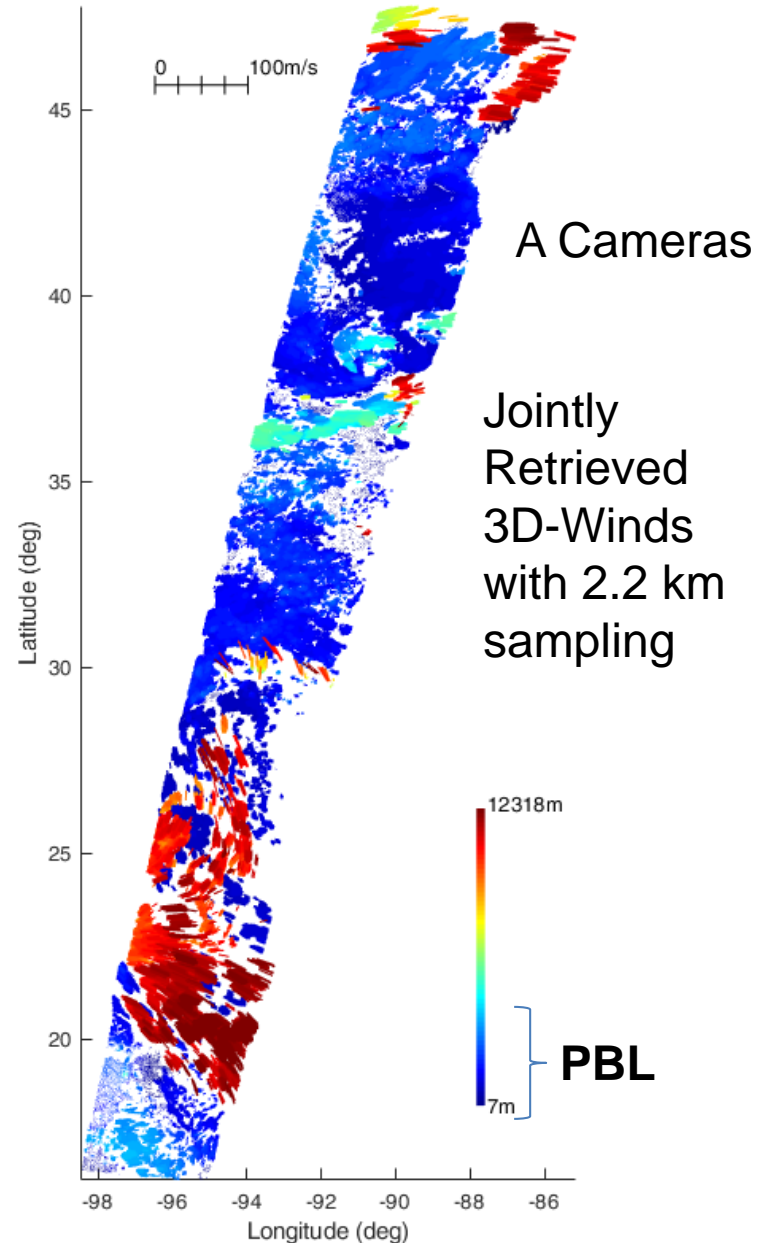 0 100m/s
45
A Cameras
40
Jointly
Retrieved
3D-Winds
with 2.2 km
sampling
35
Latitude (deg)
30
12318m
25
20
PBL
7m
-98 -96 -94 -92 -90 -88 -86
Longitude (deg)